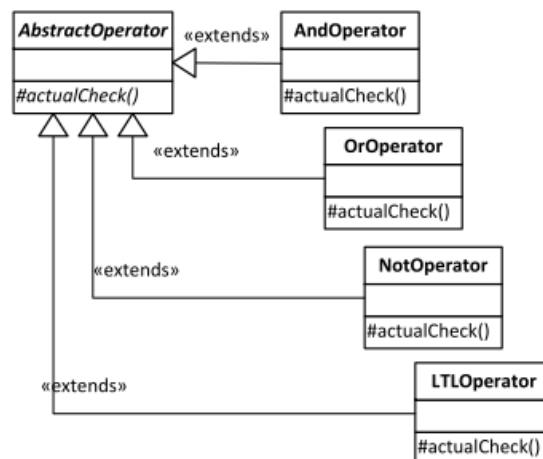 AbstractOperator
#actualCheck()
«extends»
AndOperator
#actualCheck()
«extends»
OrOperator
#actualCheck()
«extends»
NotOperator
#actualCheck()
«extends»
LTLOperator
#actualCheck()